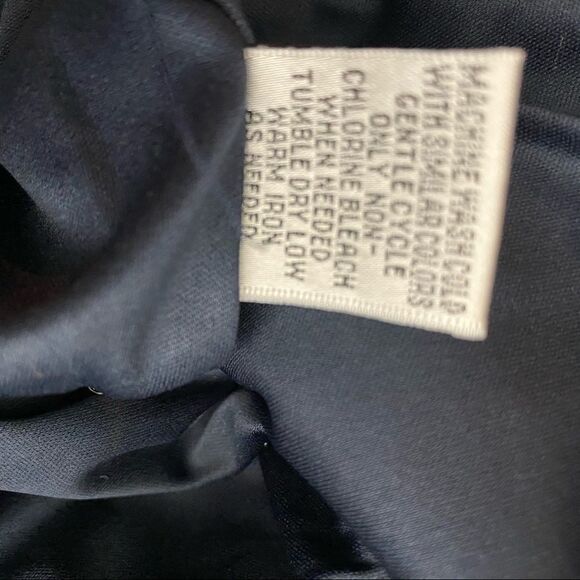 MACHINE WASH COLD
WITH SIMILAR COLORS
GENTLE CYCLE
ONLY NON-
CHLORINE BLEACH
WHEN NEEDED
TUMBLE DRY LOW
WARM IRON
AS NEEDED